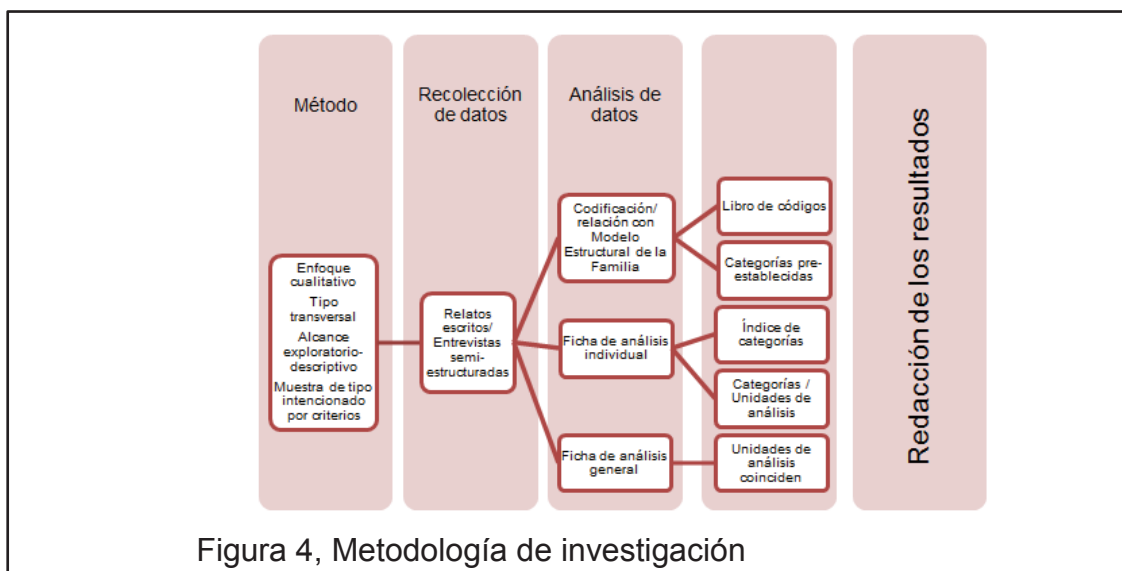 Método
Recolección
de datos
Análisis de
datos
Enfoque
cualitativo
Tipo
transversal
Alcance
exploratorio-
descriptivo
Muestra de tipo
intencionado
por criterios
Relatos
escritos/
Entrevistas
semi-
estructuradas
Codificación/
relación con
Modelo
Estructural de la
Familia
Ficha de análisis
individual
Ficha de análisis
general
Libro de códigos
Categorías pre-
establecidas
Índice de
categorías
Categorías /
Unidades de
análisis
Unidades de
análisis
coinciden
Redacción de los resultados
Figura 4, Metodología de investigación